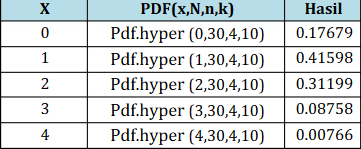 X PDF(x,N,n,k) Hasil
0 Pdf.hyper (0,30,4,10) 0.17679
1 Pdf.hyper (1,30,4,10) 0.41598
2 Pdf.hyper (2,30,4,10) 0.31199
3 Pdf.hyper (3,30,4,10) 0.08758
4 Pdf.hyper (4,30,4,10) 0.00766